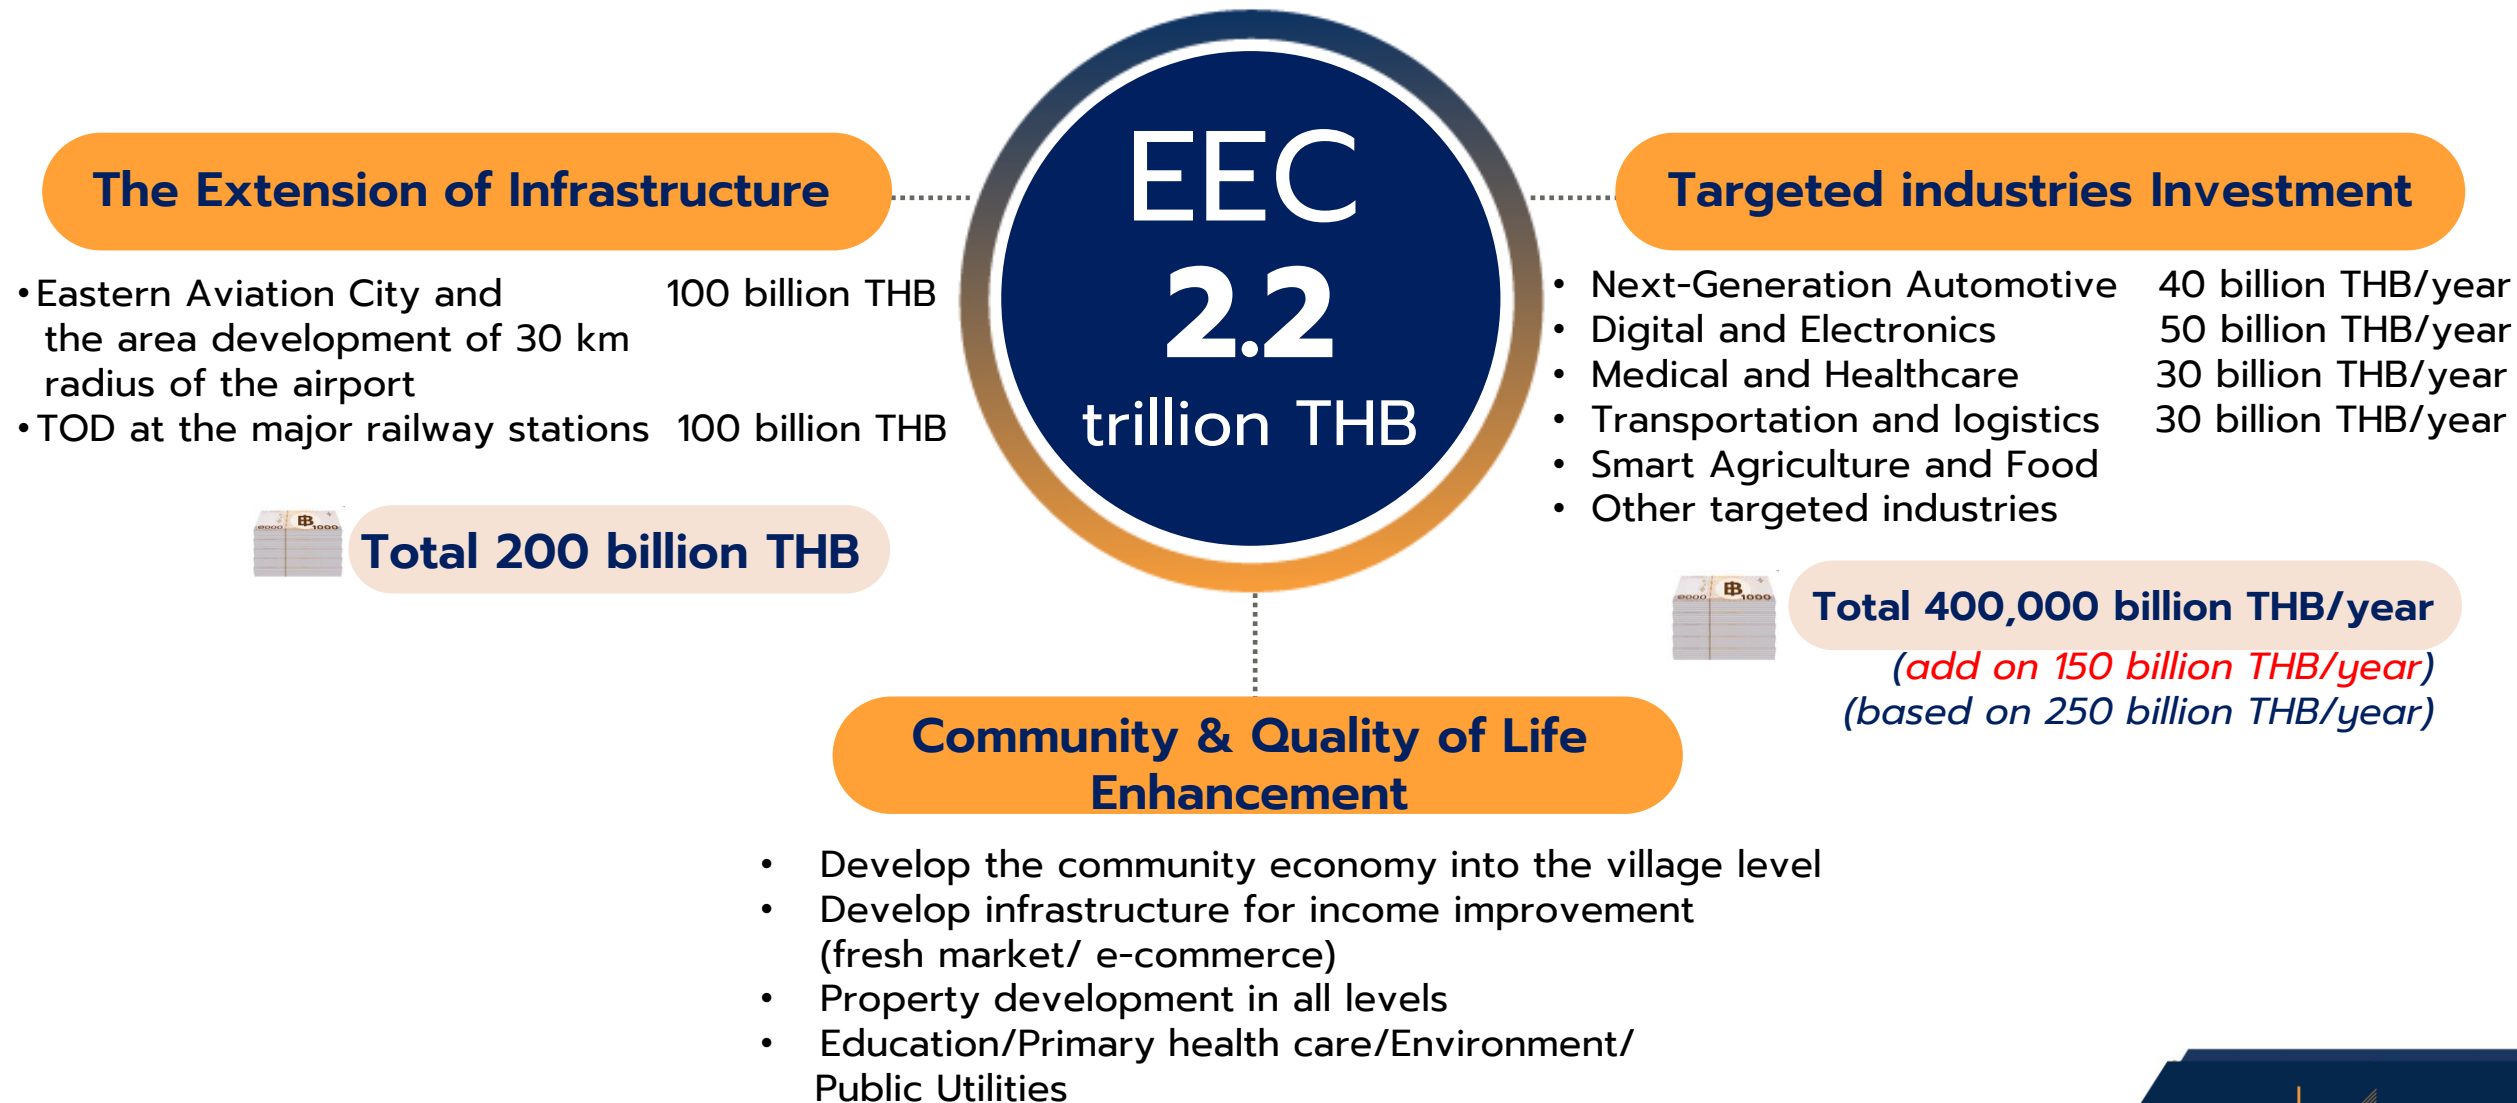 EEC
2.2
trillion THB
The Extension of Infrastructure
•Eastern Aviation City and 100 billion THB
the area development of 30 km
radius of the airport
•TOD at the major railway stations 100 billion THB
Total 200 billion THB
Targeted industries Investment
• Next-Generation Automotive 40 billion THB/year
• Digital and Electronics 50 billion THB/year
• Medical and Healthcare 30 billion THB/year
• Transportation and logistics 30 billion THB/year
• Smart Agriculture and Food
• Other targeted industries
Total 400,000 billion THB/year
(add on 150 billion THB/year)
(based on 250 billion THB/year)
Community & Quality of Life
Enhancement
• Develop the community economy into the village level
• Develop infrastructure for income improvement
(fresh market/ e-commerce)
• Property development in all levels
• Education/Primary health care/Environment/
Public Utilities